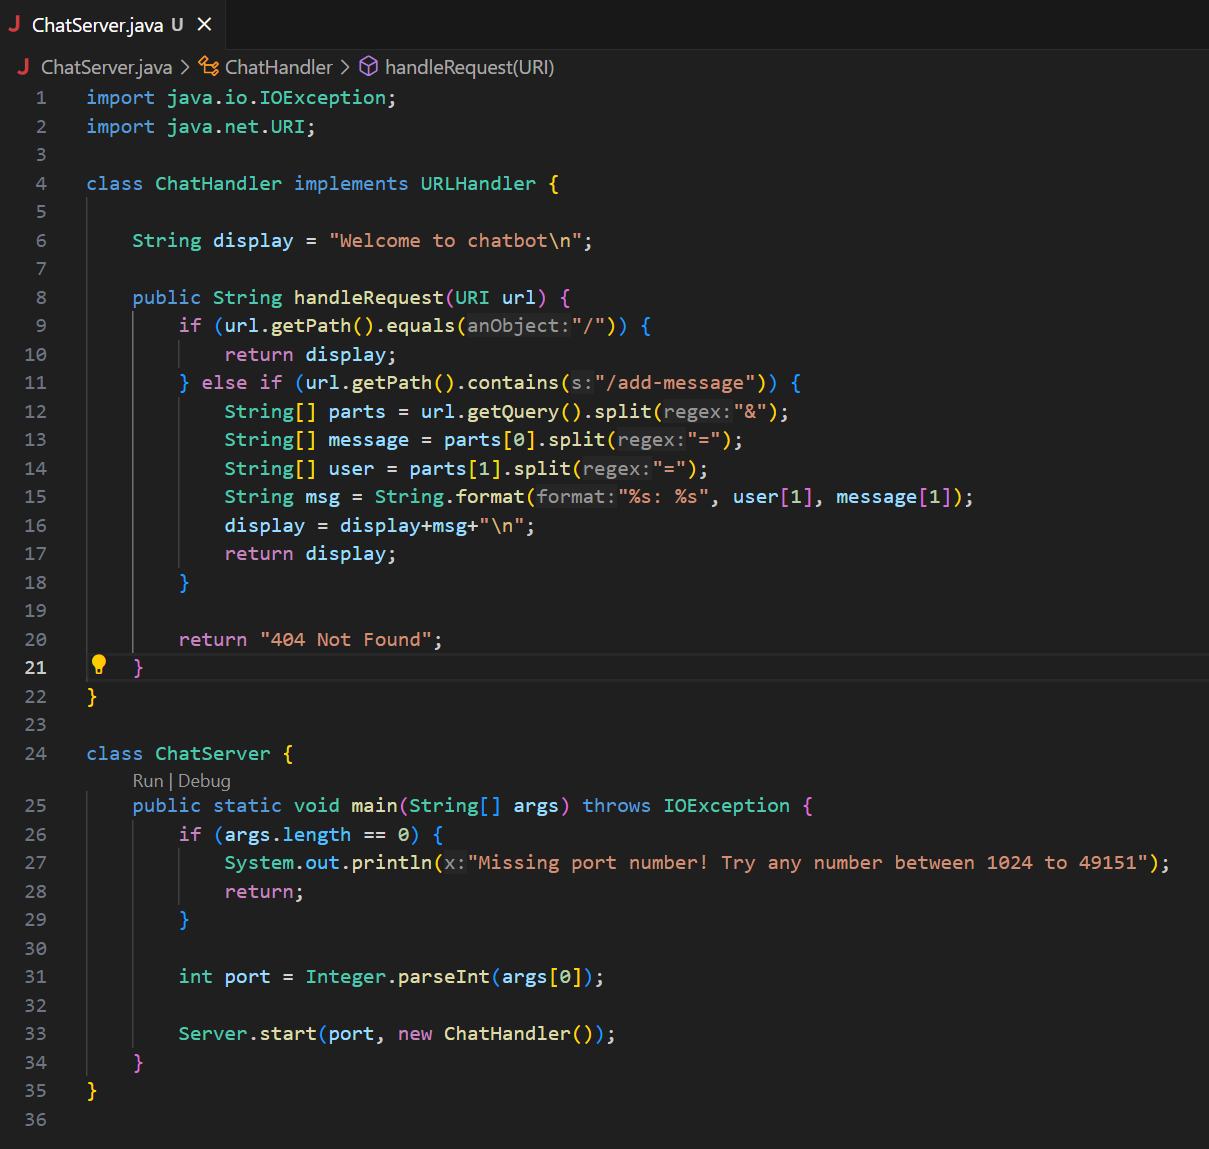 J ChatServer.java U ×
J ChatServer.java > ChatHandler > handleRequest(URI)
1 import java.io.IOException;
2 import java.net.URI;
3
4 class ChatHandler implements URLHandler {
5
6     String display = "Welcome to chatbot\n";
7
8     public String handleRequest(URI url) {
9         if (url.getPath().equals(anObject:"/")) {
10             return display;
11         } else if (url.getPath().contains(s:"/add-message")) {
12             String[] parts = url.getQuery().split(regex:"&");
13             String[] message = parts[0].split(regex:"=");
14             String[] user = parts[1].split(regex:"=");
15             String msg = String.format(format:"%s: %s", user[1], message[1]);
16             display = display+msg+"\n";
17             return display;
18         }
19
20         return "404 Not Found";
21     }
22 }
23
24 class ChatServer {
Run | Debug
25     public static void main(String[] args) throws IOException {
26         if (args.length == 0) {
27             System.out.println(x:"Missing port number! Try any number between 1024 to 49151");
28             return;
29         }
30
31         int port = Integer.parseInt(args[0]);
32
33         Server.start(port, new ChatHandler());
34     }
35 }
36